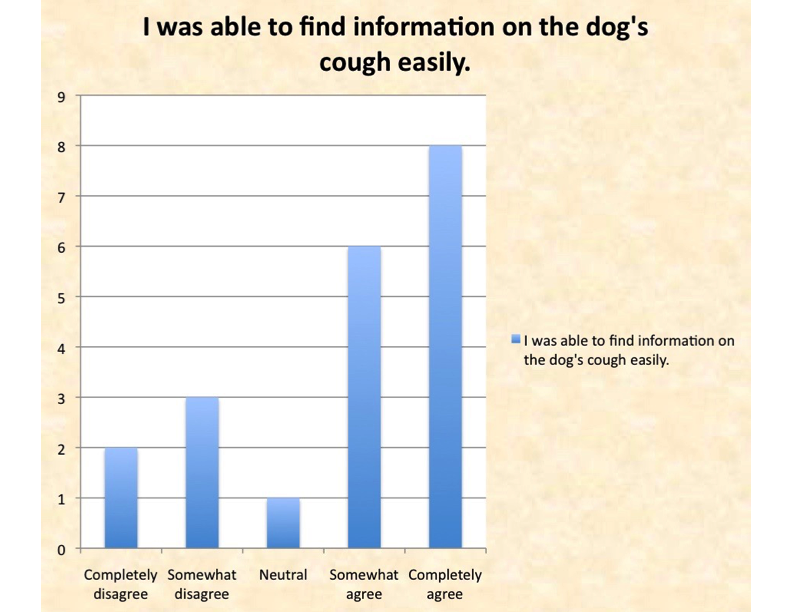 I was able to find information on the dog's
cough easily.
9
8
7
6
5
4
3
2
1
0
Completely disagree
Somewhat disagree
Neutral
Somewhat agree
Completely agree
I was able to find information on
the dog's cough easily.